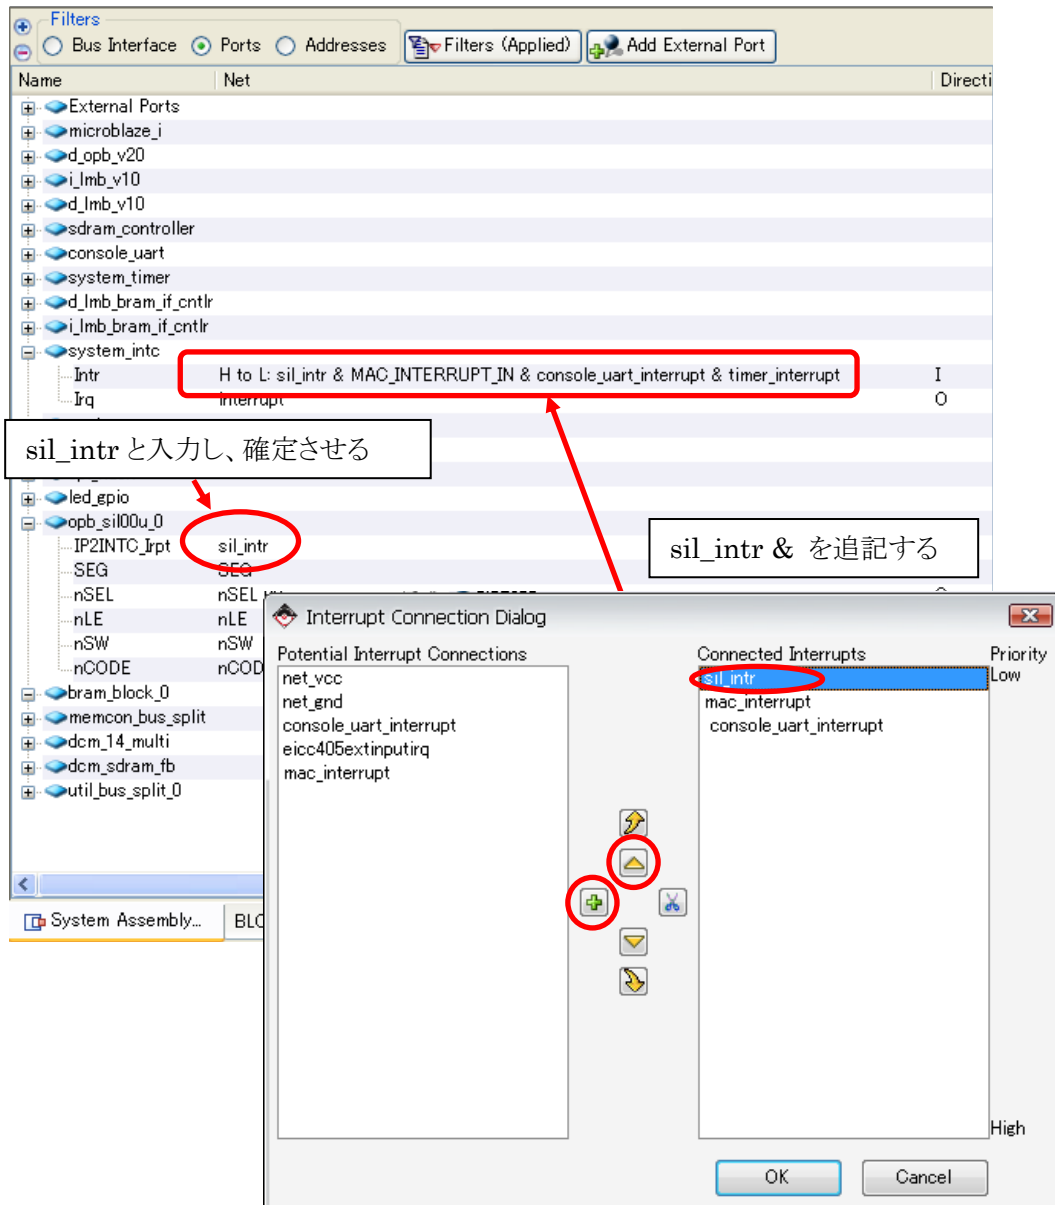 Filters
Bus Interface Ports Addresses Filters (Applied) Add External Port
Name Net Directi
External Ports
microblaze_i
d_opb_v20
i_lmb_v10
d_lmb_v10
sdram_controller
console_uart
system_timer
d_lmb_bram_if_cntlr
i_lmb_bram_if_cntlr
system_intc
Intr H to L: sil_intr & MAC_INTERRUPT_IN & console_uart_interrupt & timer_interrupt I
Irq Interrupt O
sil_intr と入力し、確定させる
led_gpio
opb_sil00u_0
IP2INTC_Irpt sil_intr
sil_intr & を追記する
SEG SEG
nSEL nSEL
nLE nLE
nSW nSW
nCODE nCOD
bram_block_0
memcon_bus_split
dcm_14_multi
dcm_sdram_fb
util_bus_split_0
System Assembly... BLO
Interrupt Connection Dialog
Potential Interrupt Connections
net_vcc
net_gnd
console_uart_interrupt
eicc405extinputirq
mac_interrupt
Connected Interrupts Priority
sil_intr Low
mac_interrupt
console_uart_interrupt
High
OK Cancel